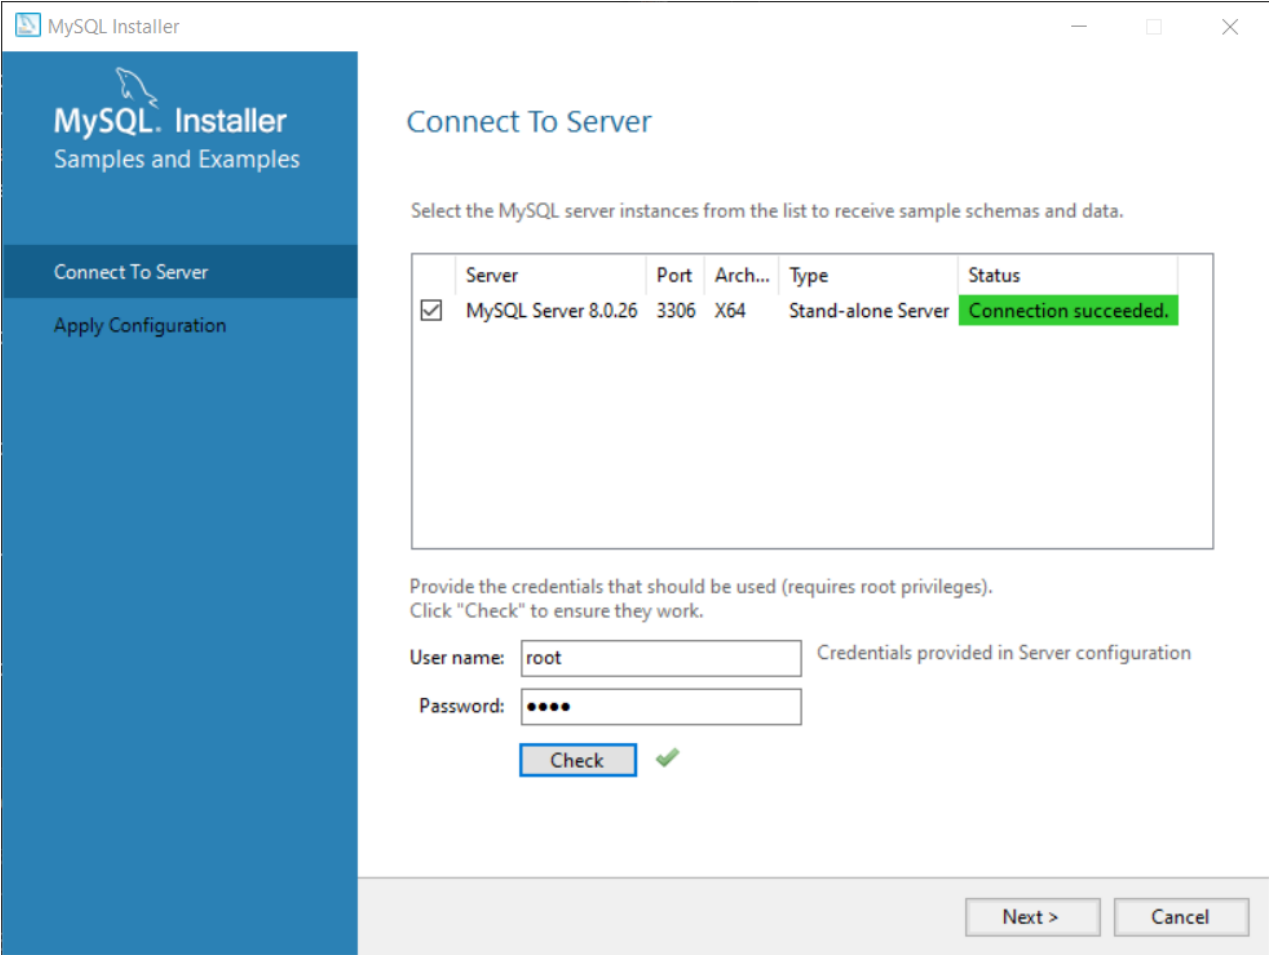 MySQL Installer
MySQL. Installer
Samples and Examples
Connect To Server
Apply Configuration
Connect To Server
Select the MySQL server instances from the list to receive sample schemas and data.
Server Port Arch... Type Status
MySQL Server 8.0.26 3306 X64 Stand-alone Server Connection succeeded.
Provide the credentials that should be used (requires root privileges).
Click "Check" to ensure they work.
User name: root Credentials provided in Server configuration
Password: ●●●●
Check
Next > Cancel